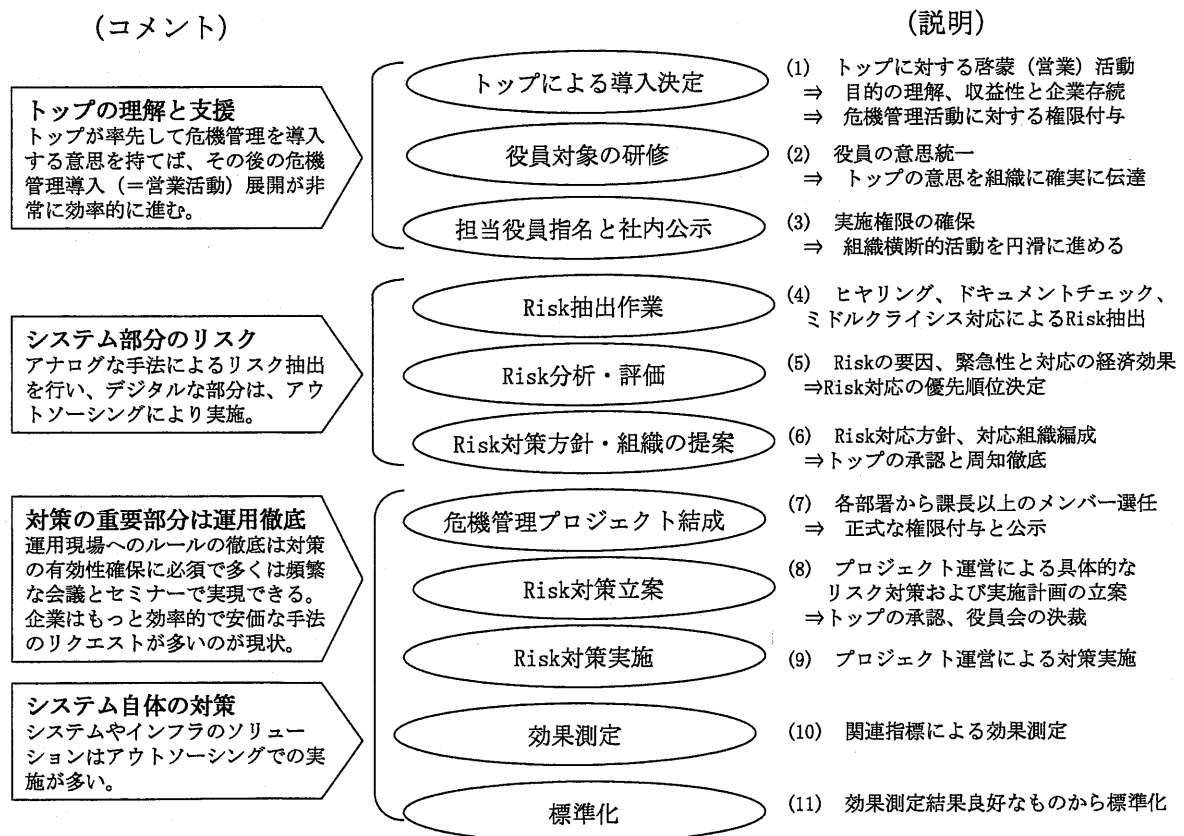 (コメント)
(説明)
トップの理解と支援
トップが率先して危機管理を導入
する意思を持てば、その後の危機
管理導入（＝営業活動）展開が非
常に効率的に進む。
トップによる導入決定
役員対象の研修
担当役員指名と社内公示
(1) トップに対する啓蒙（営業）活動
⇒ 目的の理解、収益性と企業存続
⇒ 危機管理活動に対する権限付与
(2) 役員の意思統一
⇒ トップの意思を組織に確実に伝達
(3) 実施権限の確保
⇒ 組織横断的活動を円滑に進める
システム部分のリスク
アナログな手法によるリスク抽出
を行い、デジタルな部分は、アウ
トソーシングにより実施。
Risk抽出作業
Risk分析・評価
Risk対策方針・組織の提案
(4) ヒヤリング、ドキュメントチェック、
ミドルクライシス対応によるRisk抽出
(5) Riskの要因、緊急性と対応の経済効果
⇒Risk対応の優先順位決定
(6) Risk対応方針、対応組織編成
⇒トップの承認と周知徹底
対策の重要部分は運用徹底
運用現場へのルールの徹底は対策
の有効性確保に必須で多くは頻繁
な会議とセミナーで実現できる。
企業はもっと効率的で安価な手法
のリクエストが多いのが現状。
システム自体の対策
システムやインフラのソリュー
ションはアウトソーシングでの実
施が多い。
危機管理プロジェクト結成
Risk対策立案
Risk対策実施
効果測定
標準化
(7) 各部署から課長以上のメンバー選任
⇒ 正式な権限付与と公示
(8) プロジェクト運営による具体的な
リスク対策および実施計画の立案
⇒トップの承認、役員会の決裁
(9) プロジェクト運営による対策実施
(10) 関連指標による効果測定
(11) 効果測定結果良好なものから標準化